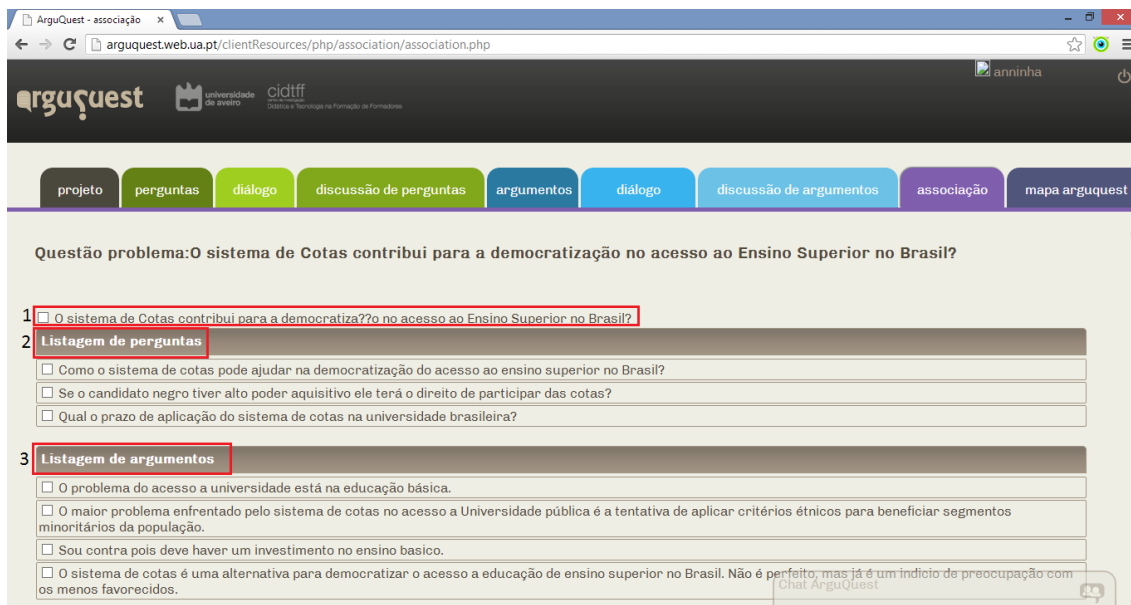 ArguQuest - associação
arguquest.web.ua.pt/clientResources/php/association/association.php
anninha
arguquest
universidade
de aveiro
cidtff
Didática e Tecnologia na Formação de Formadores
projeto perguntas diálogo discussão de perguntas argumentos diálogo discussão de argumentos associação mapa arguquest
Questão problema:O sistema de Cotas contribui para a democratização no acesso ao Ensino Superior no Brasil?
1 O sistema de Cotas contribui para a democratiza??o no acesso ao Ensino Superior no Brasil?
2 Listagem de perguntas
Como o sistema de cotas pode ajudar na democratização do acesso ao ensino superior no Brasil?
Se o candidato negro tiver alto poder aquisitivo ele terá o direito de participar das cotas?
Qual o prazo de aplicação do sistema de cotas na universidade brasileira?
3 Listagem de argumentos
O problema do acesso a universidade está na educação básica.
O maior problema enfrentado pelo sistema de cotas no acesso a Universidade pública é a tentativa de aplicar critérios étnicos para beneficiar segmentos
minoritários da população.
Sou contra pois deve haver um investimento no ensino basico.
O sistema de cotas é uma alternativa para democratizar o acesso a educação de ensino superior no Brasil. Não é perfeito, mas já é um indicio de preocupação com
os menos favorecidos.
Chat ArguQuest